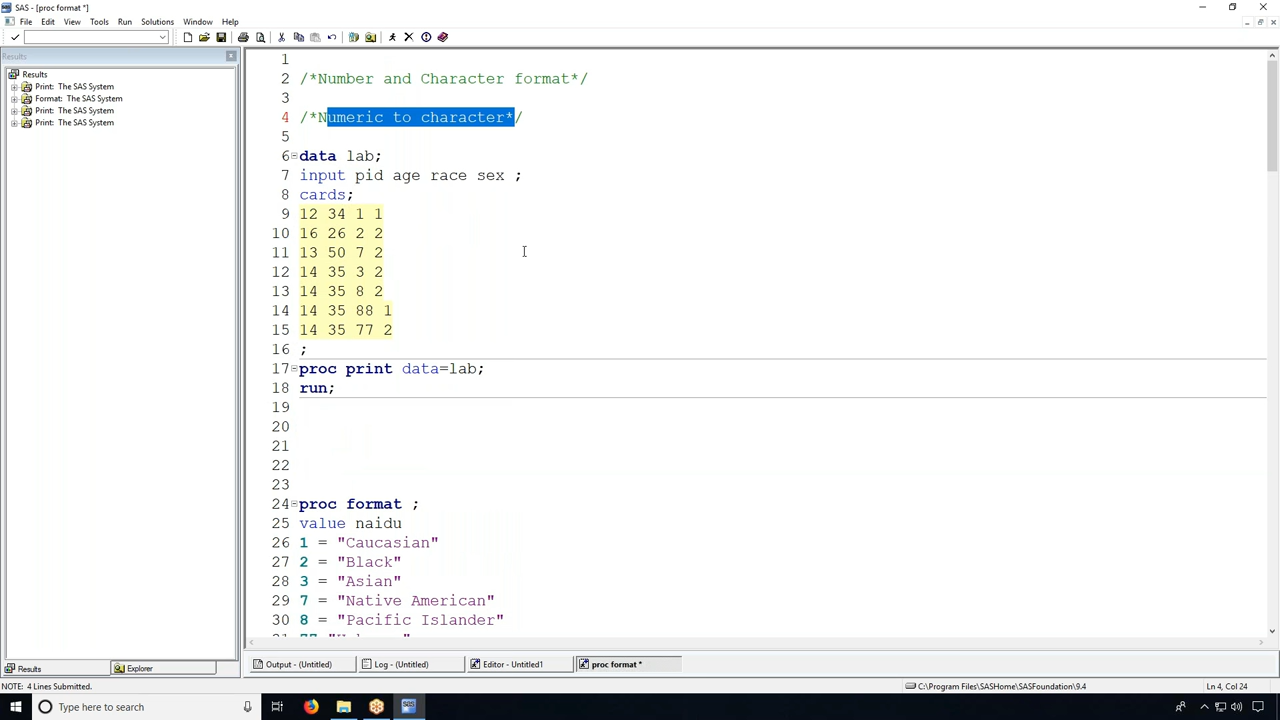 SAS - [proc format *]
File Edit View Tools Run Solutions Window Help
Results
Results
Print: The SAS System
Format: The SAS System
Print: The SAS System
Print: The SAS System
1
2 /*Number and Character format*/
3
4 /*Numeric to character*/
5
6 data lab;
7 input pid age race sex ;
8 cards;
9 12 34 1 1
10 16 26 2 2
11 13 50 7 2
12 14 35 3 2
13 14 35 8 2
14 14 35 88 1
15 14 35 77 2
16 ;
17 proc print data=lab;
18 run;
19
20
21
22
23
24 proc format ;
25 value naidu
26 1 = "Caucasian"
27 2 = "Black"
28 3 = "Asian"
29 7 = "Native American"
30 8 = "Pacific Islander"
Results Explorer Output - (Untitled) Log - (Untitled) Editor - Untitled1 proc format *
NOTE: 4 Lines Submitted. C:\Program Files\SASHome\SASFoundation\9.4 Ln 4, Col 24
Type here to search